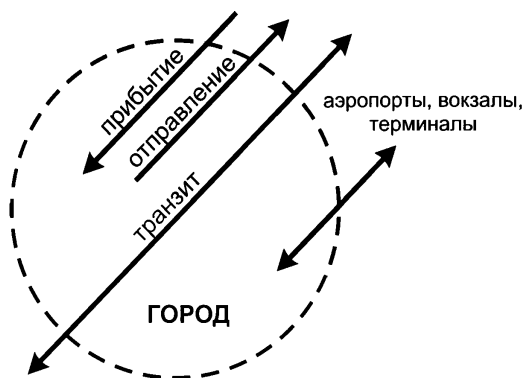 прибытие
отправление
транзит
аэропорты, вокзалы,
терминалы
ГОРОД